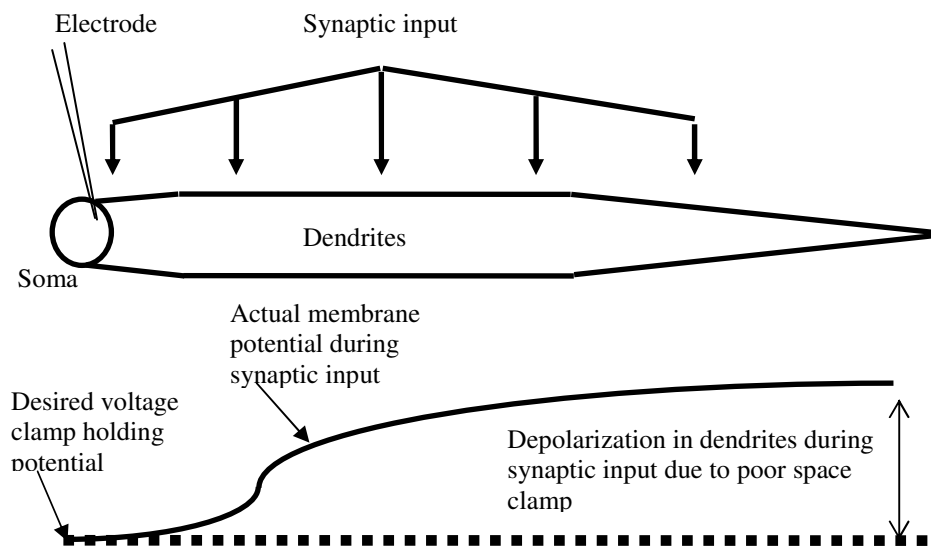 Electrode
Synaptic input
Dendrites
Soma
Actual membrane
potential during
synaptic input
Desired voltage
clamp holding
potential
Depolarization in dendrites during
synaptic input due to poor space
clamp